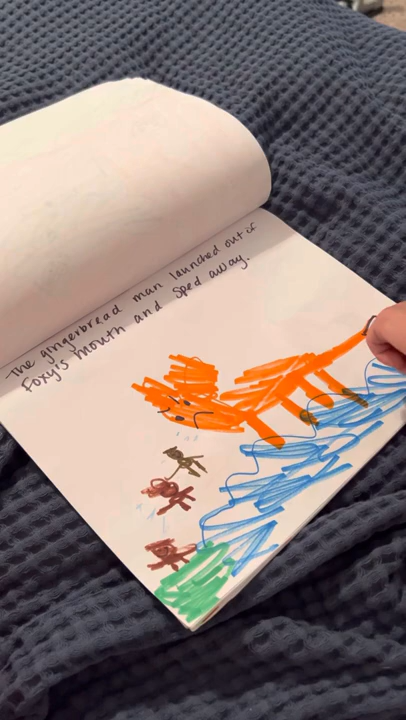 The gingerbread man launched out of
Foxy's mouth and sped away.